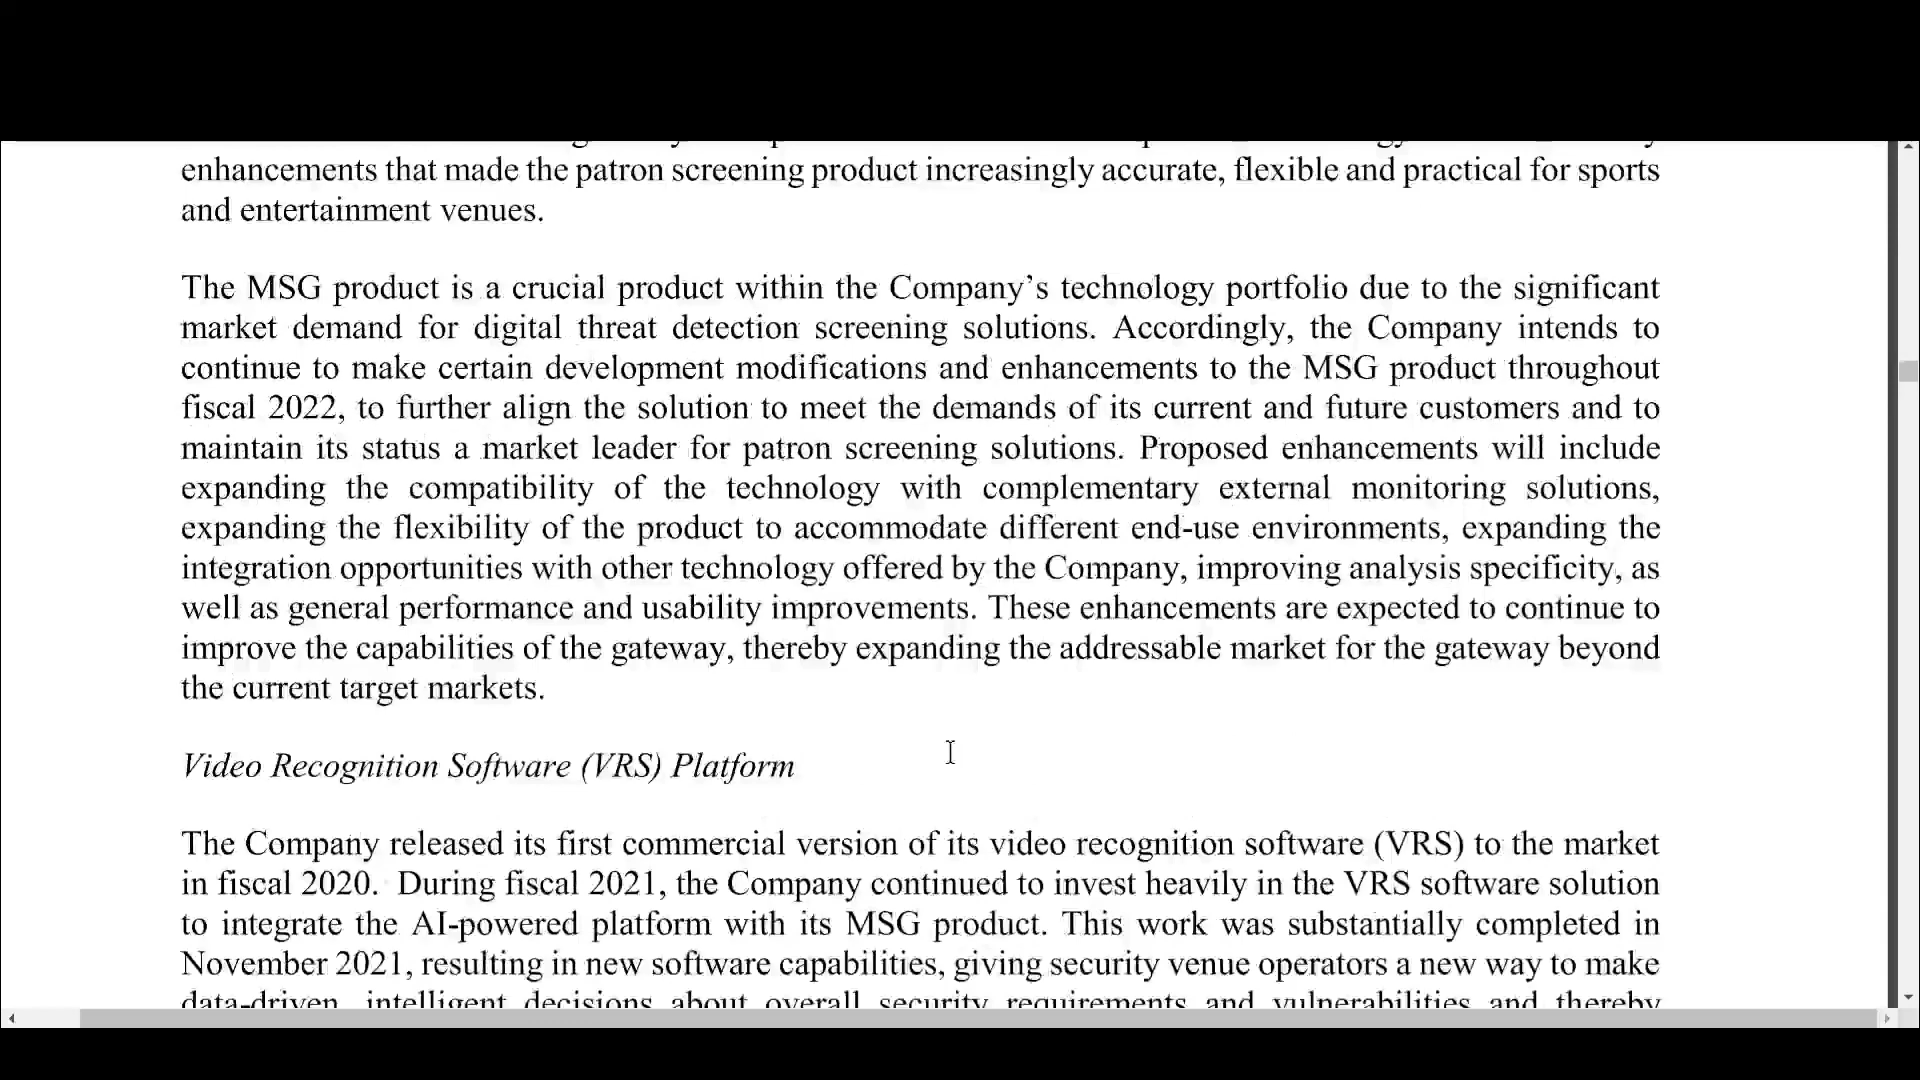 enhancements that made the patron screening product increasingly accurate, flexible and practical for sports
and entertainment venues.
The MSG product is a crucial product within the Company’s technology portfolio due to the significant
market demand for digital threat detection screening solutions. Accordingly, the Company intends to
continue to make certain development modifications and enhancements to the MSG product throughout
fiscal 2022, to further align the solution to meet the demands of its current and future customers and to
maintain its status a market leader for patron screening solutions. Proposed enhancements will include
expanding the compatibility of the technology with complementary external monitoring solutions,
expanding the flexibility of the product to accommodate different end-use environments, expanding the
integration opportunities with other technology offered by the Company, improving analysis specificity, as
well as general performance and usability improvements. These enhancements are expected to continue to
improve the capabilities of the gateway, thereby expanding the addressable market for the gateway beyond
the current target markets.
Video Recognition Software (VRS) Platform
The Company released its first commercial version of its video recognition software (VRS) to the market
in fiscal 2020. During fiscal 2021, the Company continued to invest heavily in the VRS software solution
to integrate the AI-powered platform with its MSG product. This work was substantially completed in
November 2021, resulting in new software capabilities, giving security venue operators a new way to make
data-driven, intelligent decisions about overall security requirements and vulnerabilities and thereby